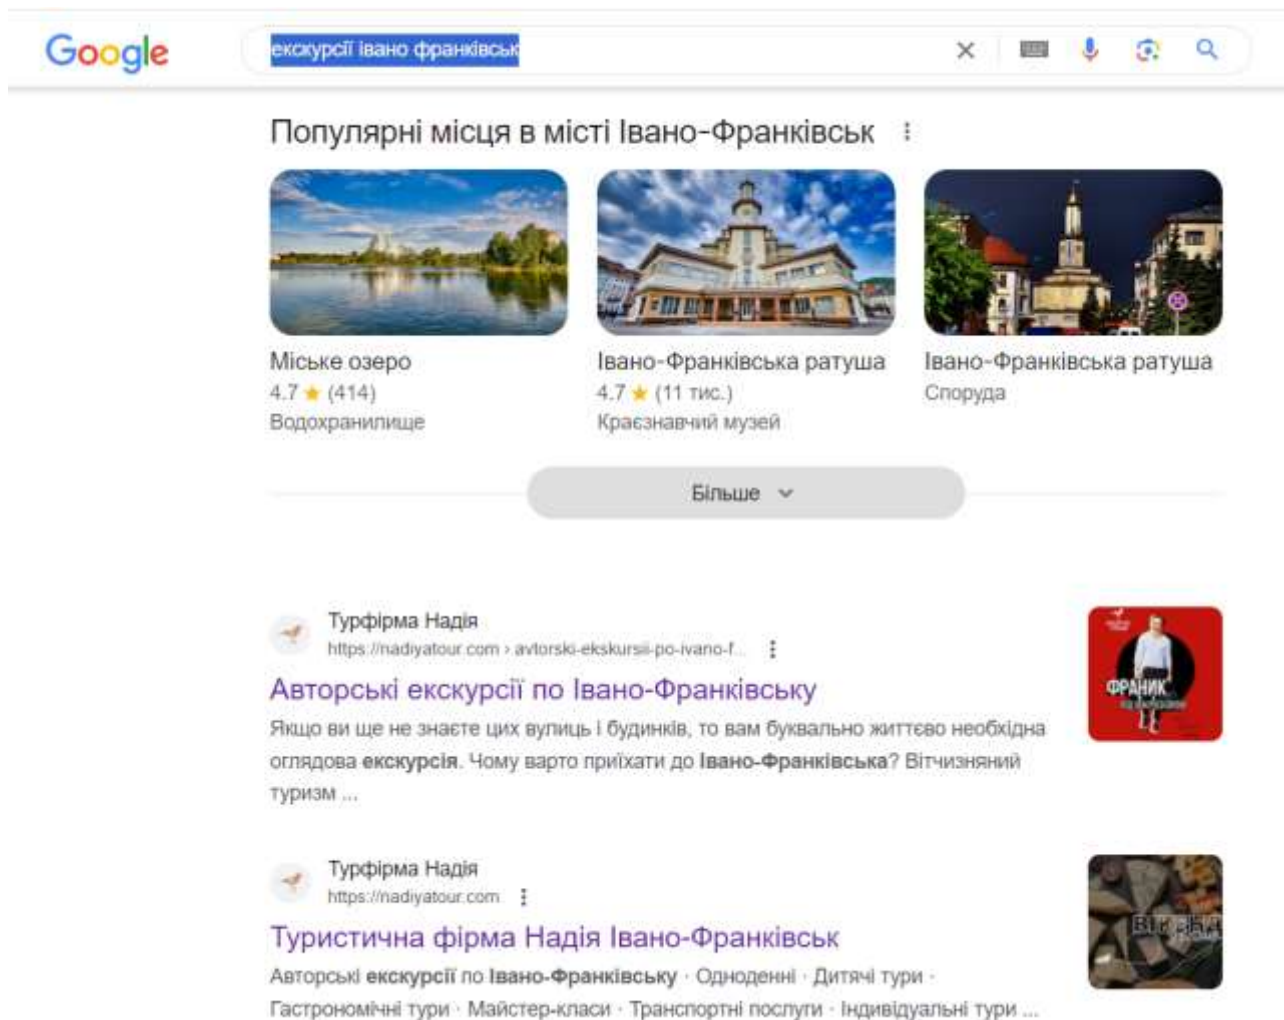 Google
екскурсії івано франківськ
Популярні місця в місті Івано-Франківськ
Міське озеро
4.7 ★ (414)
Водохранилище
Івано-Франківська ратуша
4.7 ★ (11 тис.)
Краєзнавчий музей
Івано-Франківська ратуша
Споруда
Більше
Турфірма Надія
https://nadiyatour.com › avtorski-ekskursii-po-ivano-f...
Авторські екскурсії по Івано-Франківську
Якщо ви ще не знаєте цих вулиць і будинків, то вам буквально життєво необхідна
оглядова екскурсія. Чому варто приїхати до Івано-Франківська? Вітчизняний
туризм ...
ФРАНИК
Турфірма Надія
https://nadiyatour.com
Туристична фірма Надія Івано-Франківськ
Авторські екскурсії по Івано-Франківську · Одноденні · Дитячі тури ·
Гастрономічні тури · Майстер-класи · Транспортні послуги · Індивідуальні тури ...